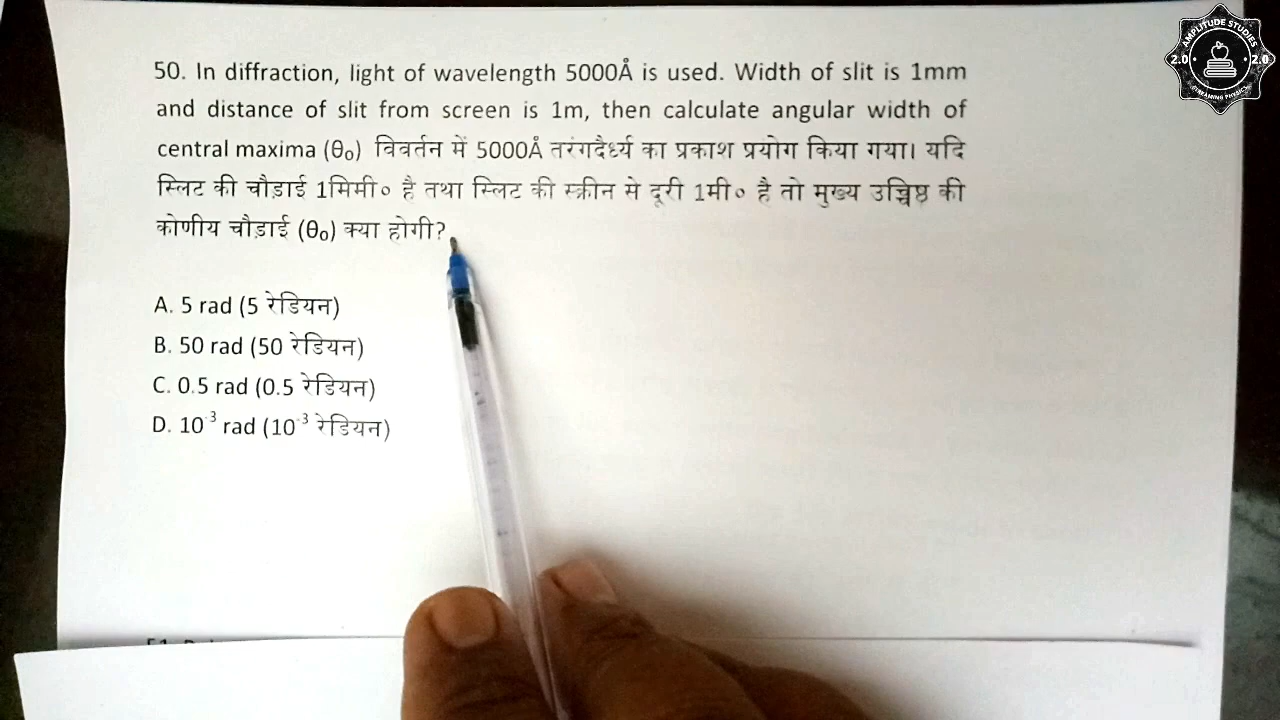 50. In diffraction, light of wavelength 5000Å is used. Width of slit is 1mm
and distance of slit from screen is 1m, then calculate angular width of
central maxima (θ₀) विवर्तन में 5000Å तरंगदैर्ध्य का प्रकाश प्रयोग किया गया। यदि
स्लिट की चौड़ाई 1मिमी० है तथा स्लिट की स्क्रीन से दूरी 1मी० है तो मुख्य उच्चिष्ठ की
कोणीय चौड़ाई (θ₀) क्या होगी?
A. 5 rad (5 रेडियन)
B. 50 rad (50 रेडियन)
C. 0.5 rad (0.5 रेडियन)
D. 10⁻³ rad (10⁻³ रेडियन)
AMPLITUDE STUDIES
2.0 2.0